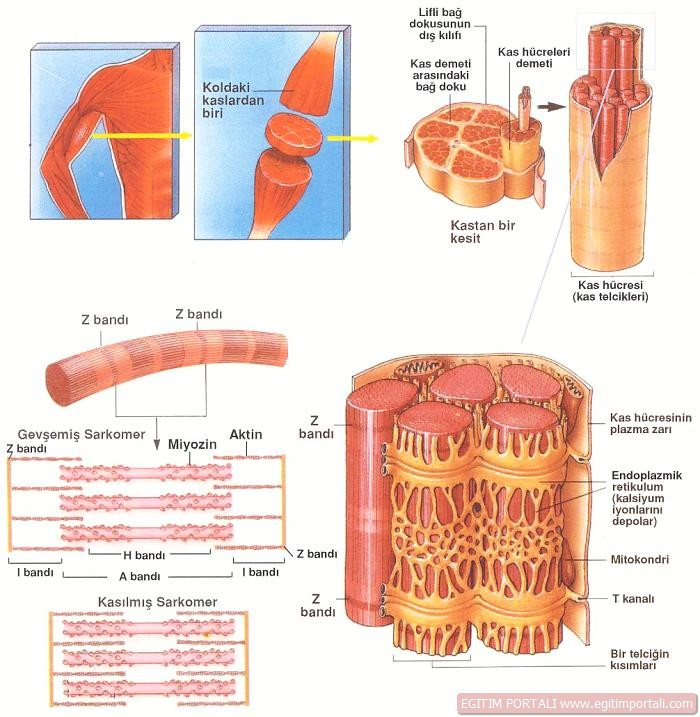 Lifli bağ
dokusunun
dış kılıfı
Kas demeti
arasındaki
bağ doku
Kas hücreleri
demeti
Koldaki
kaslardan
biri
Kastan bir
kesit
Kas hücresi
(kas telcikleri)
Z bandı
Z bandı
Gevşemiş Sarkomer
Z bandı
Miyozin
Aktin
H bandı
Z bandı
I bandı
A bandı
I bandı
Kasılmış Sarkomer
Z
bandı
Kas hücresinin
plazma zarı
Endoplazmik
retikulum
(kalsiyum
iyonlarını
depolar)
Mitokondri
T kanalı
Z
bandı
Bir telciğin
kısımları
EGITIM PORTALI www.egitimportali.com